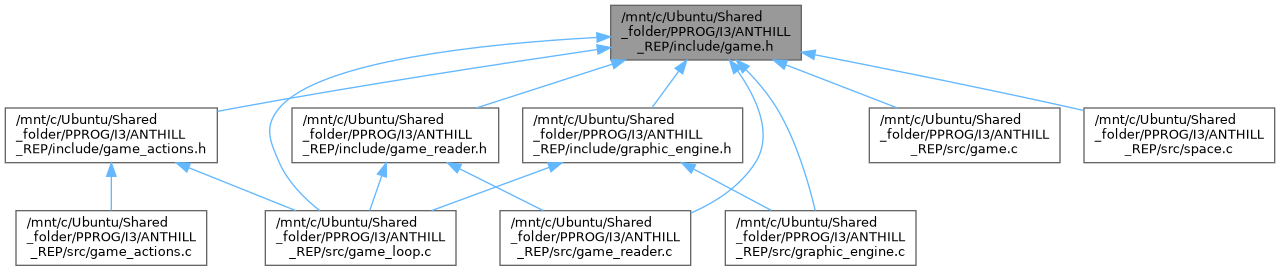 /mnt/c/Ubuntu/Shared
_folder/PPROG/I3/ANTHILL
_REP/include/game.h
/mnt/c/Ubuntu/Shared
_folder/PPROG/I3/ANTHILL
_REP/include/game_actions.h
/mnt/c/Ubuntu/Shared
_folder/PPROG/I3/ANTHILL
_REP/include/game_reader.h
/mnt/c/Ubuntu/Shared
_folder/PPROG/I3/ANTHILL
_REP/include/graphic_engine.h
/mnt/c/Ubuntu/Shared
_folder/PPROG/I3/ANTHILL
_REP/src/game.c
/mnt/c/Ubuntu/Shared
_folder/PPROG/I3/ANTHILL
_REP/src/space.c
/mnt/c/Ubuntu/Shared
_folder/PPROG/I3/ANTHILL
_REP/src/game_actions.c
/mnt/c/Ubuntu/Shared
_folder/PPROG/I3/ANTHILL
_REP/src/game_loop.c
/mnt/c/Ubuntu/Shared
_folder/PPROG/I3/ANTHILL
_REP/src/game_reader.c
/mnt/c/Ubuntu/Shared
_folder/PPROG/I3/ANTHILL
_REP/src/graphic_engine.c